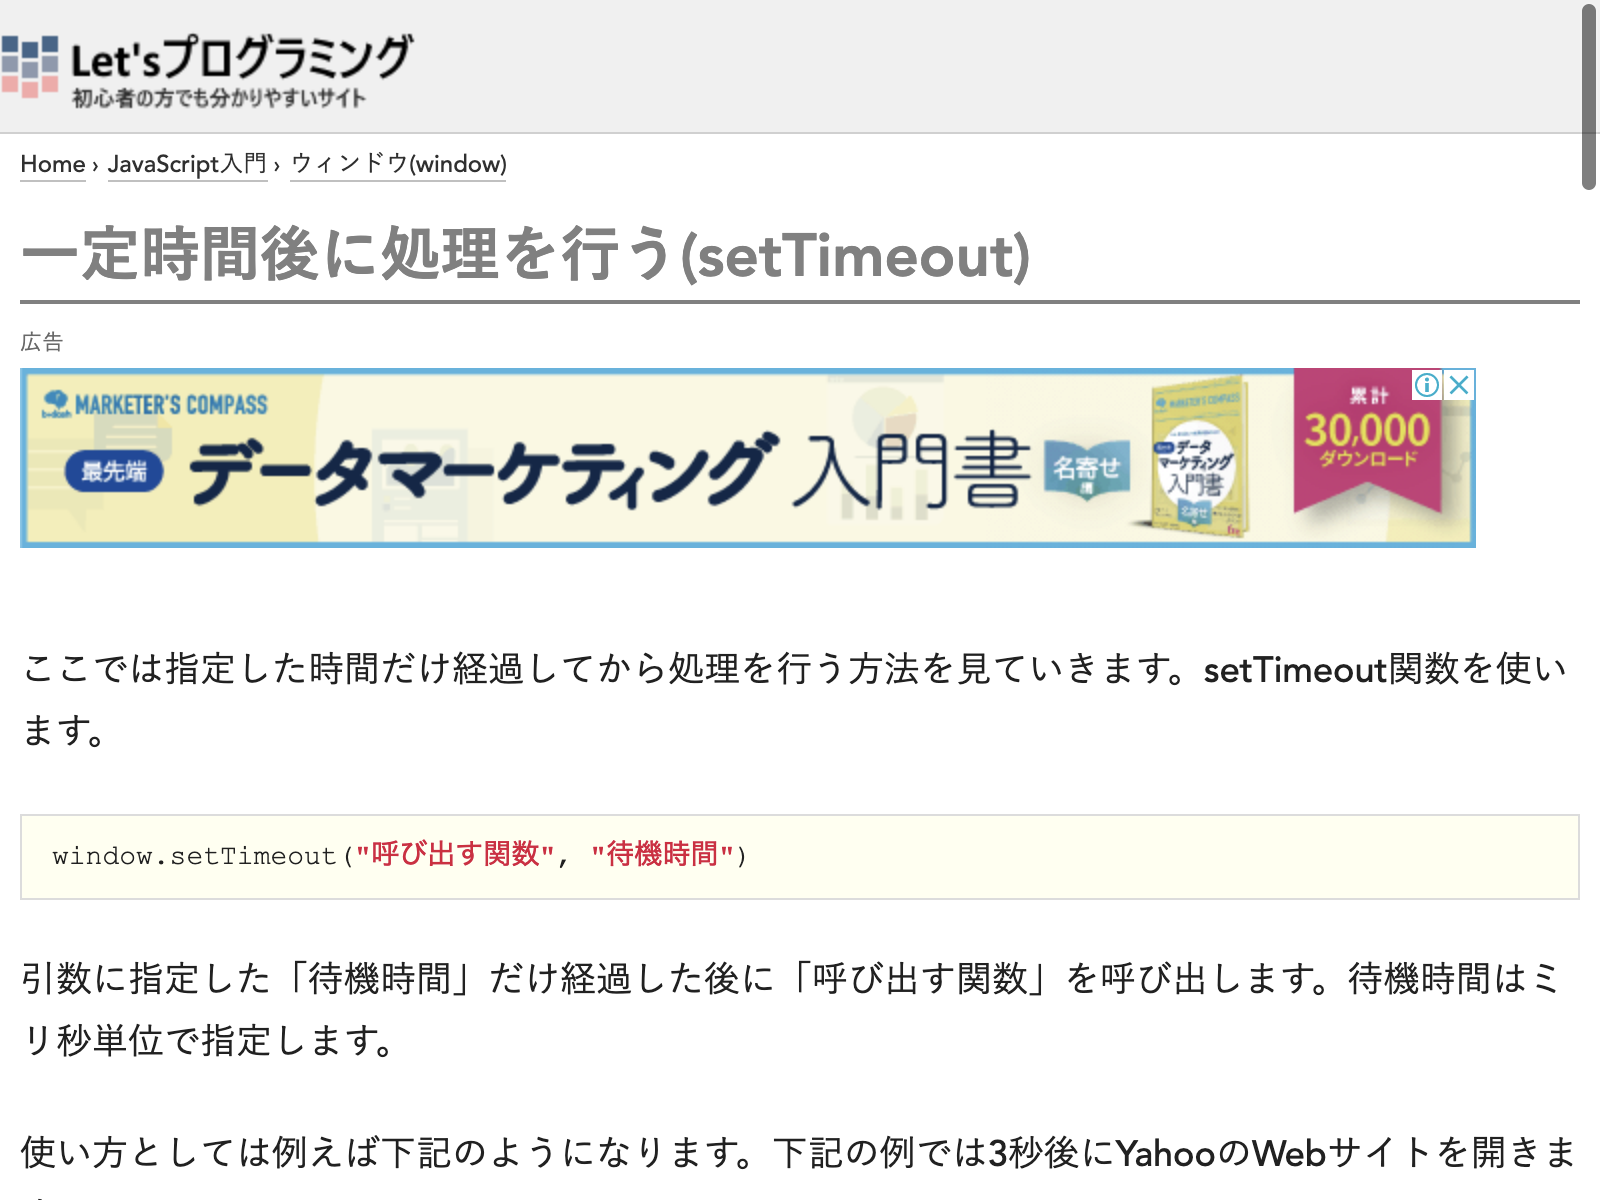 Let'sプログラミング
初心者の方でも分かりやすいサイト
Home › JavaScript入門 › ウィンドウ(window)
一定時間後に処理を行う(setTimeout)
広告
b→dash MARKETER'S COMPASS
最先端 データマーケティング入門書 名寄せ編
MARKETER'S COMPASS
データ
マーケティング
入門書
名寄せ
累計
30,000
ダウンロード
ここでは指定した時間だけ経過してから処理を行う方法を見ていきます。setTimeout関数を使い
ます。
window.setTimeout("呼び出す関数", "待機時間")
引数に指定した「待機時間」だけ経過した後に「呼び出す関数」を呼び出します。待機時間はミ
リ秒単位で指定します。
使い方としては例えば下記のようになります。下記の例では3秒後にYahooのWebサイトを開きま